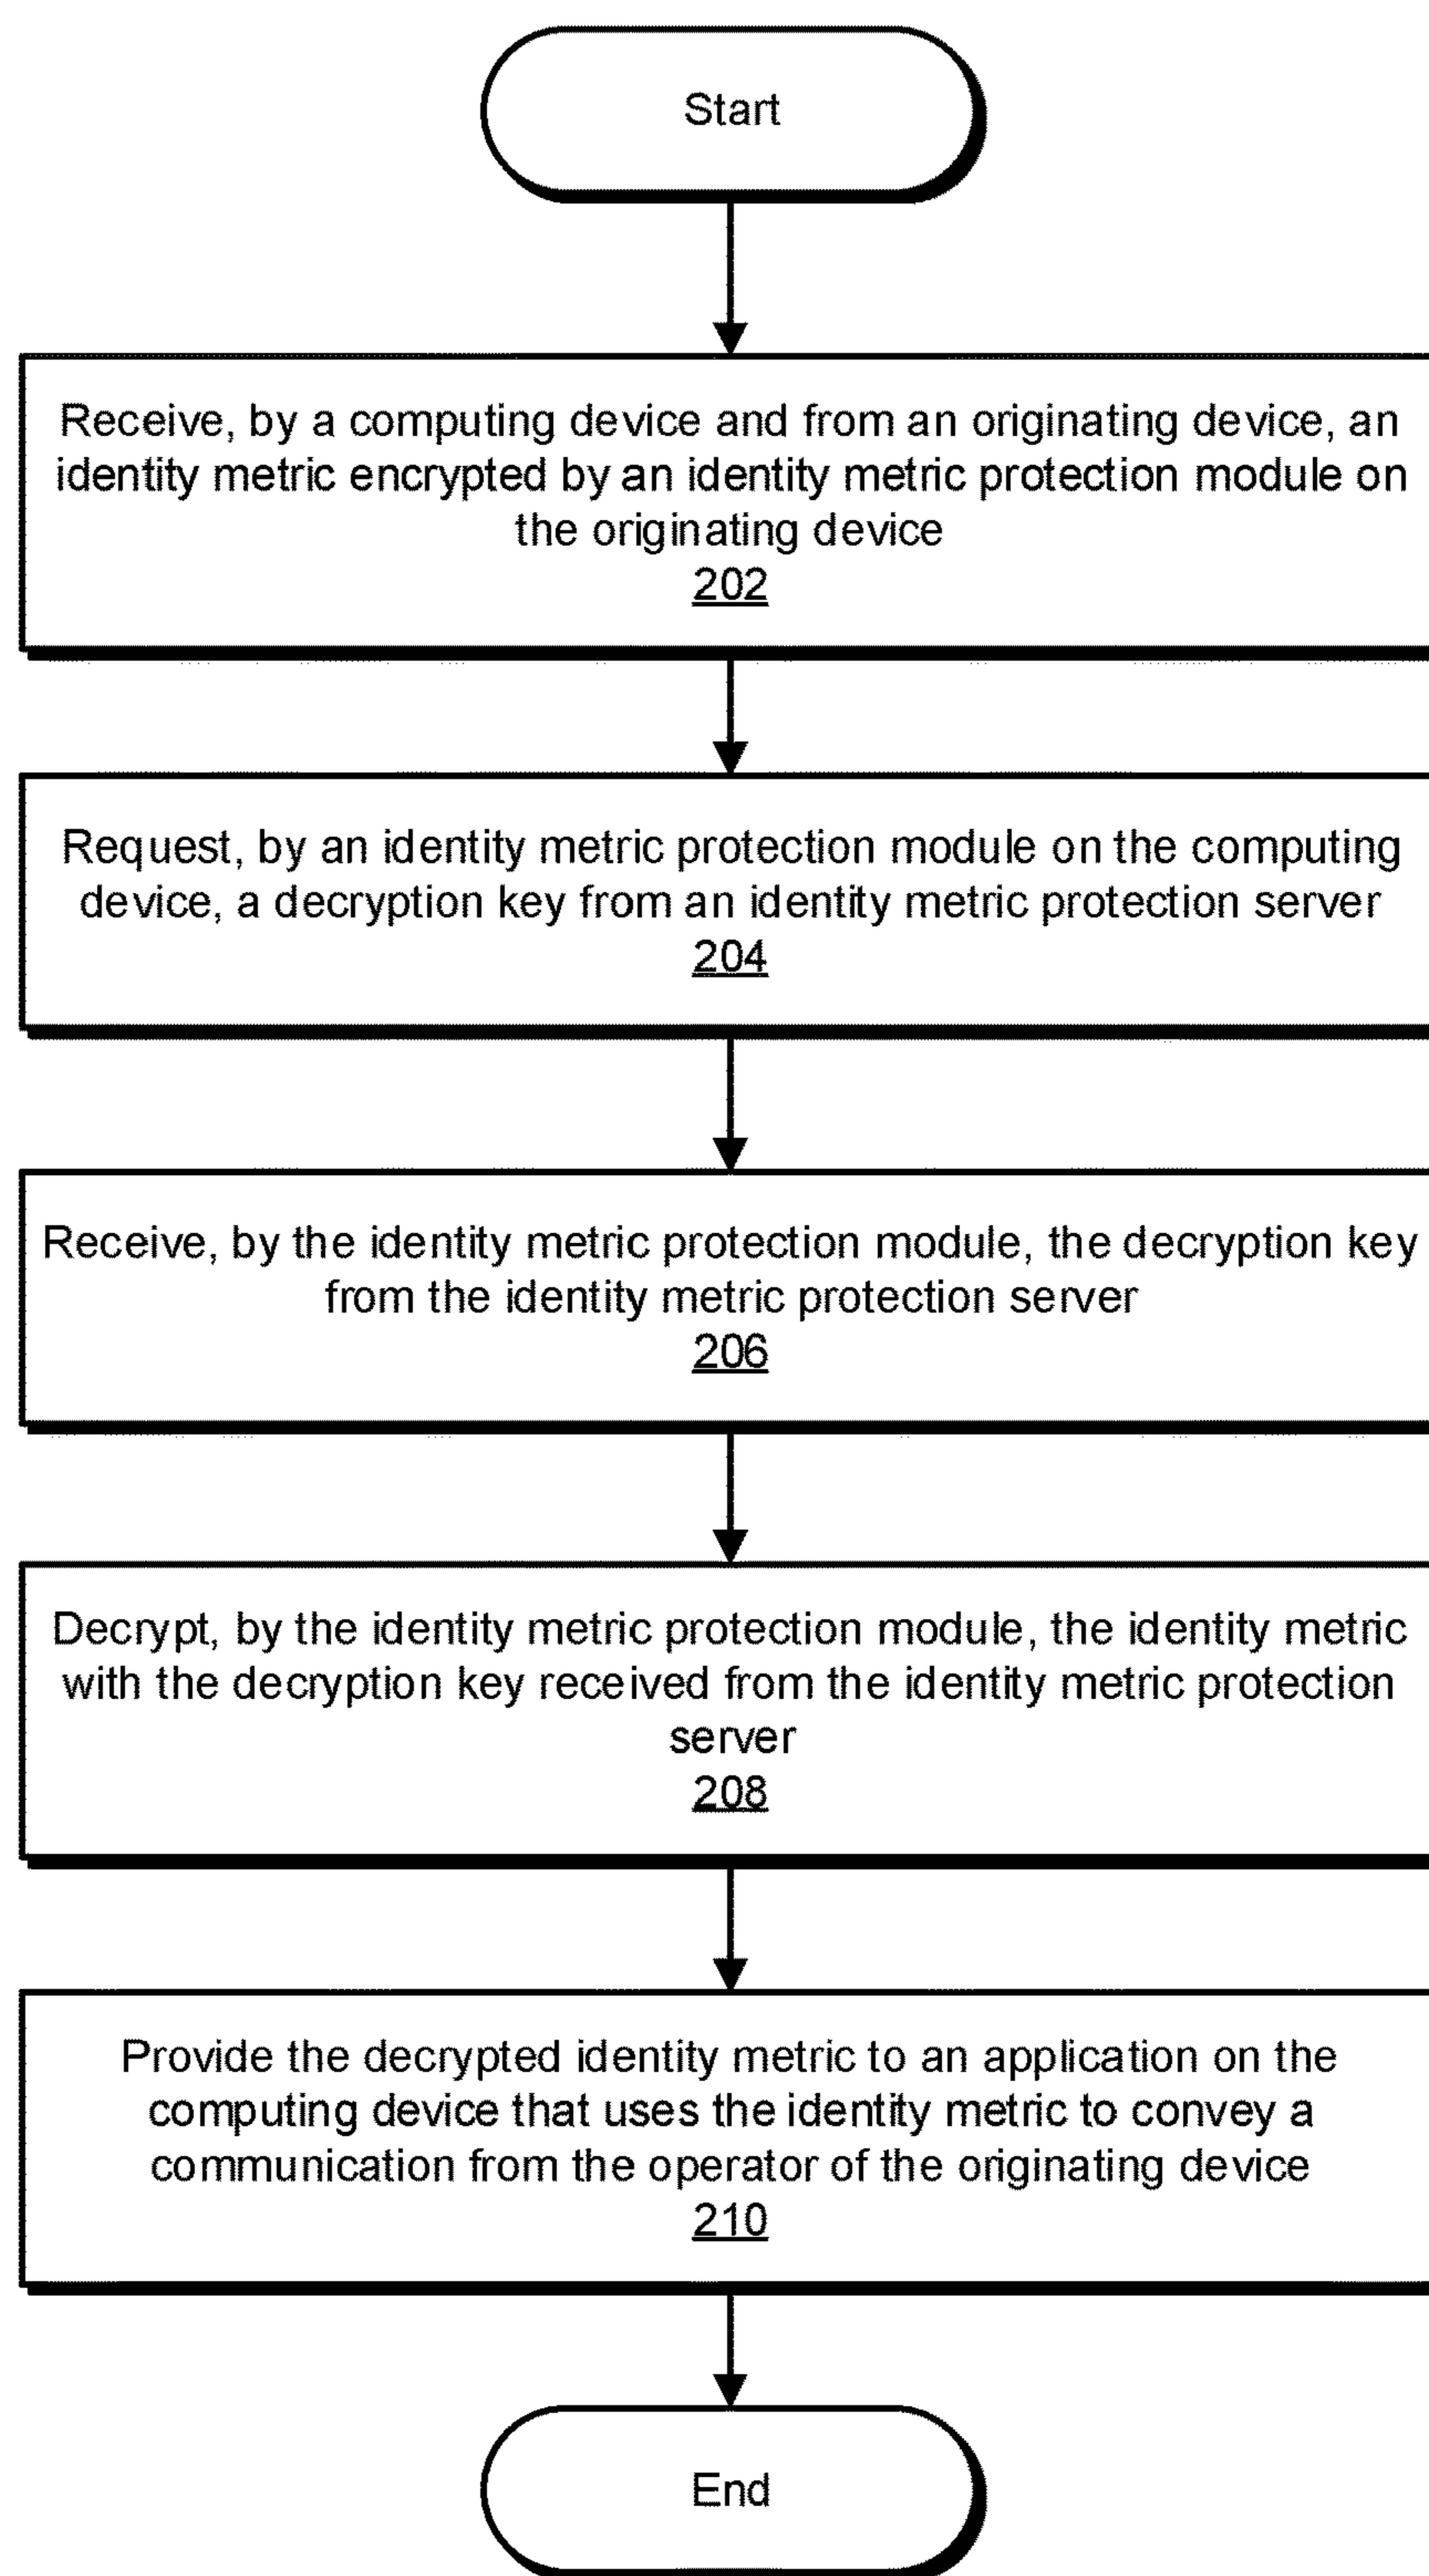 Start
Receive, by a computing device and from an originating device, an
identity metric encrypted by an identity metric protection module on
the originating device
202
Request, by an identity metric protection module on the computing
device, a decryption key from an identity metric protection server
204
Receive, by the identity metric protection module, the decryption key
from the identity metric protection server
206
Decrypt, by the identity metric protection module, the identity metric
with the decryption key received from the identity metric protection
server
208
Provide the decrypted identity metric to an application on the
computing device that uses the identity metric to convey a
communication from the operator of the originating device
210
End